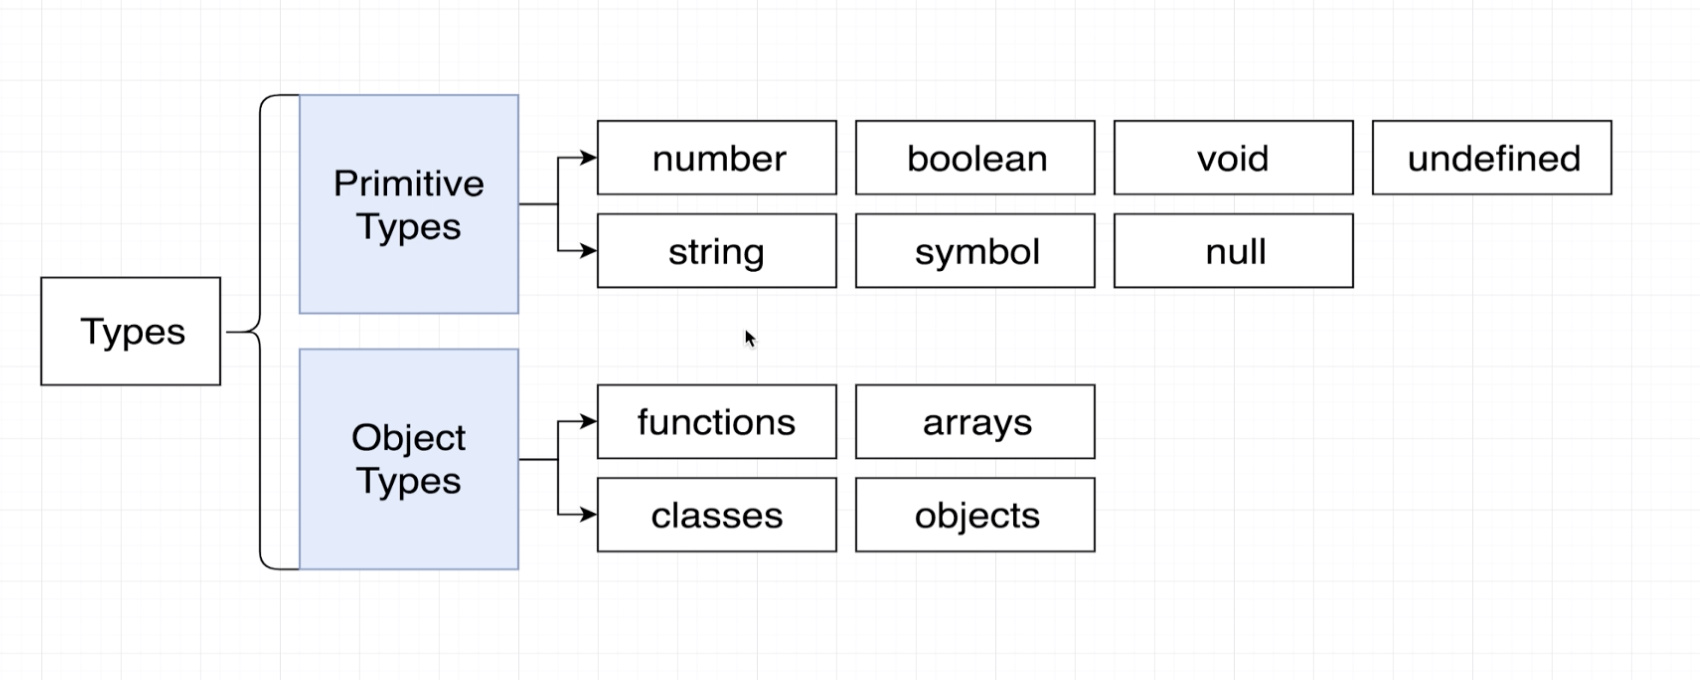 Types
Primitive
Types
number
boolean
void
undefined
string
symbol
null
Object
Types
functions
arrays
classes
objects